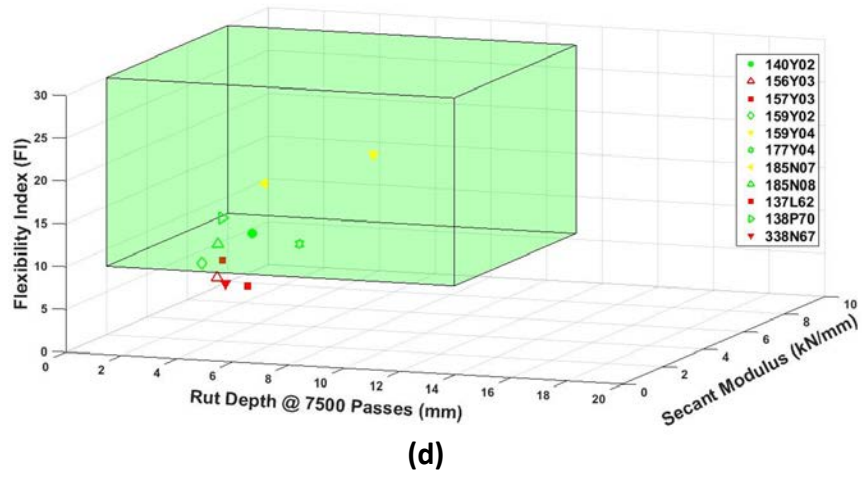 30
25
20
15
10
5
0
Flexibility Index (FI)
0
2
4
6
8
10
12
14
16
18
20
Rut Depth @ 7500 Passes (mm)
0
2
4
6
8
10
Secant Modulus (kN/mm)
140Y02
156Y03
157Y03
159Y02
159Y04
177Y04
185N07
185N08
137L62
138P70
338N67
(d)